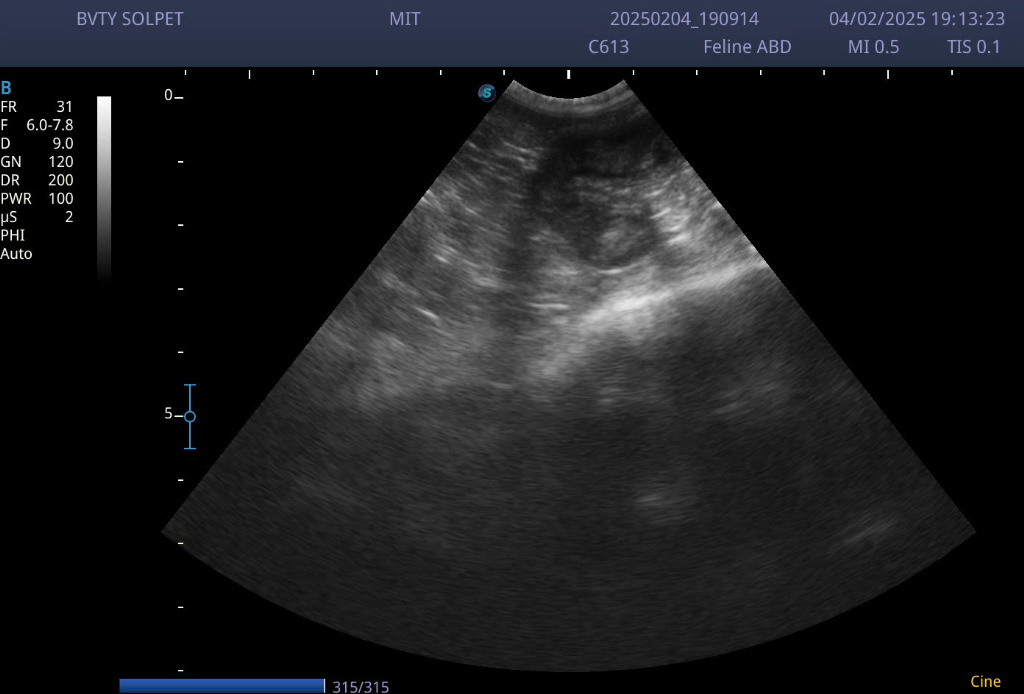 BVTY SOLPET MIT 20250204_190914 04/02/2025 19:13:23
C613 Feline ABD MI 0.5 TIS 0.1
B
FR 31
F 6.0-7.8
D 9.0
GN 120
DR 200
PWR 100
µS 2
PHI
Auto
0
S
5
315/315
Cine